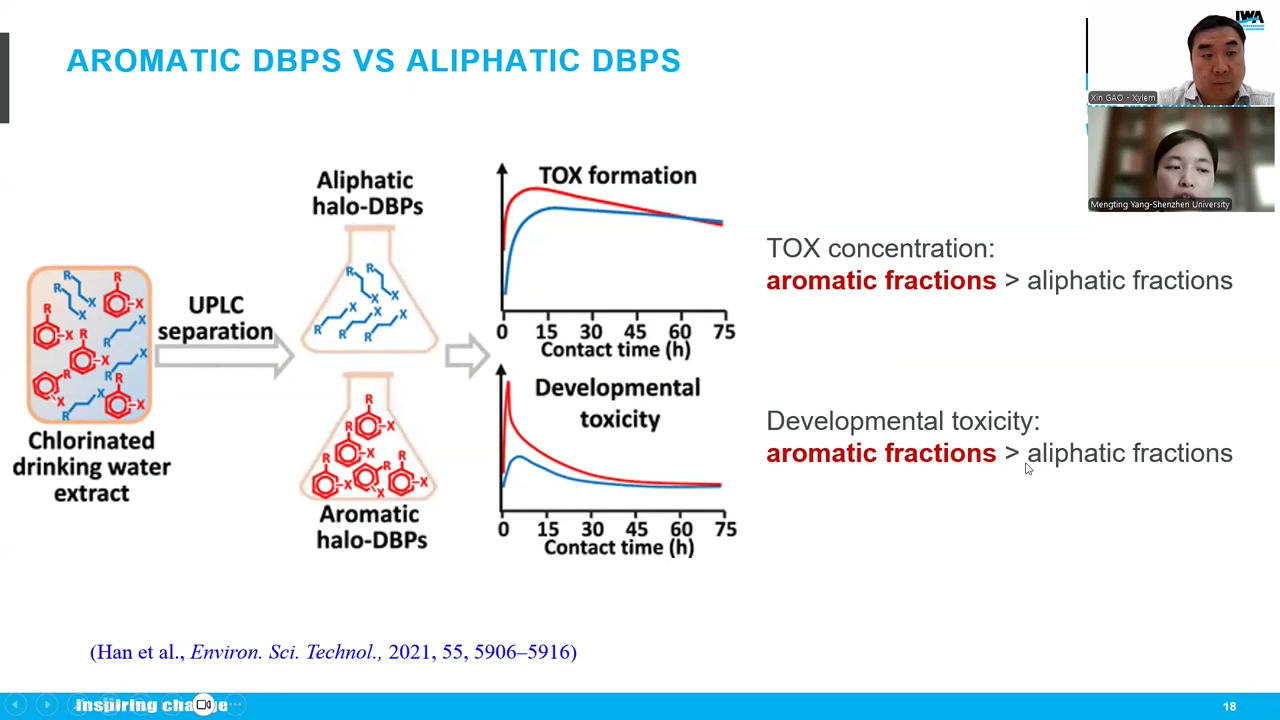 AROMATIC DBPS VS ALIPHATIC DBPS
IWA
Xin GAO - Xylem
Mengting Yang-Shenzhen University
Chlorinated
drinking water
extract
UPLC
separation
Aliphatic
halo-DBPs
Aromatic
halo-DBPs
TOX formation
0 15 30 45 60 75
Contact time (h)
Developmental
toxicity
0 15 30 45 60 75
Contact time (h)
TOX concentration:
aromatic fractions > aliphatic fractions
Developmental toxicity:
aromatic fractions > aliphatic fractions
(Han et al., Environ. Sci. Technol., 2021, 55, 5906–5916)
Inspiring change
18